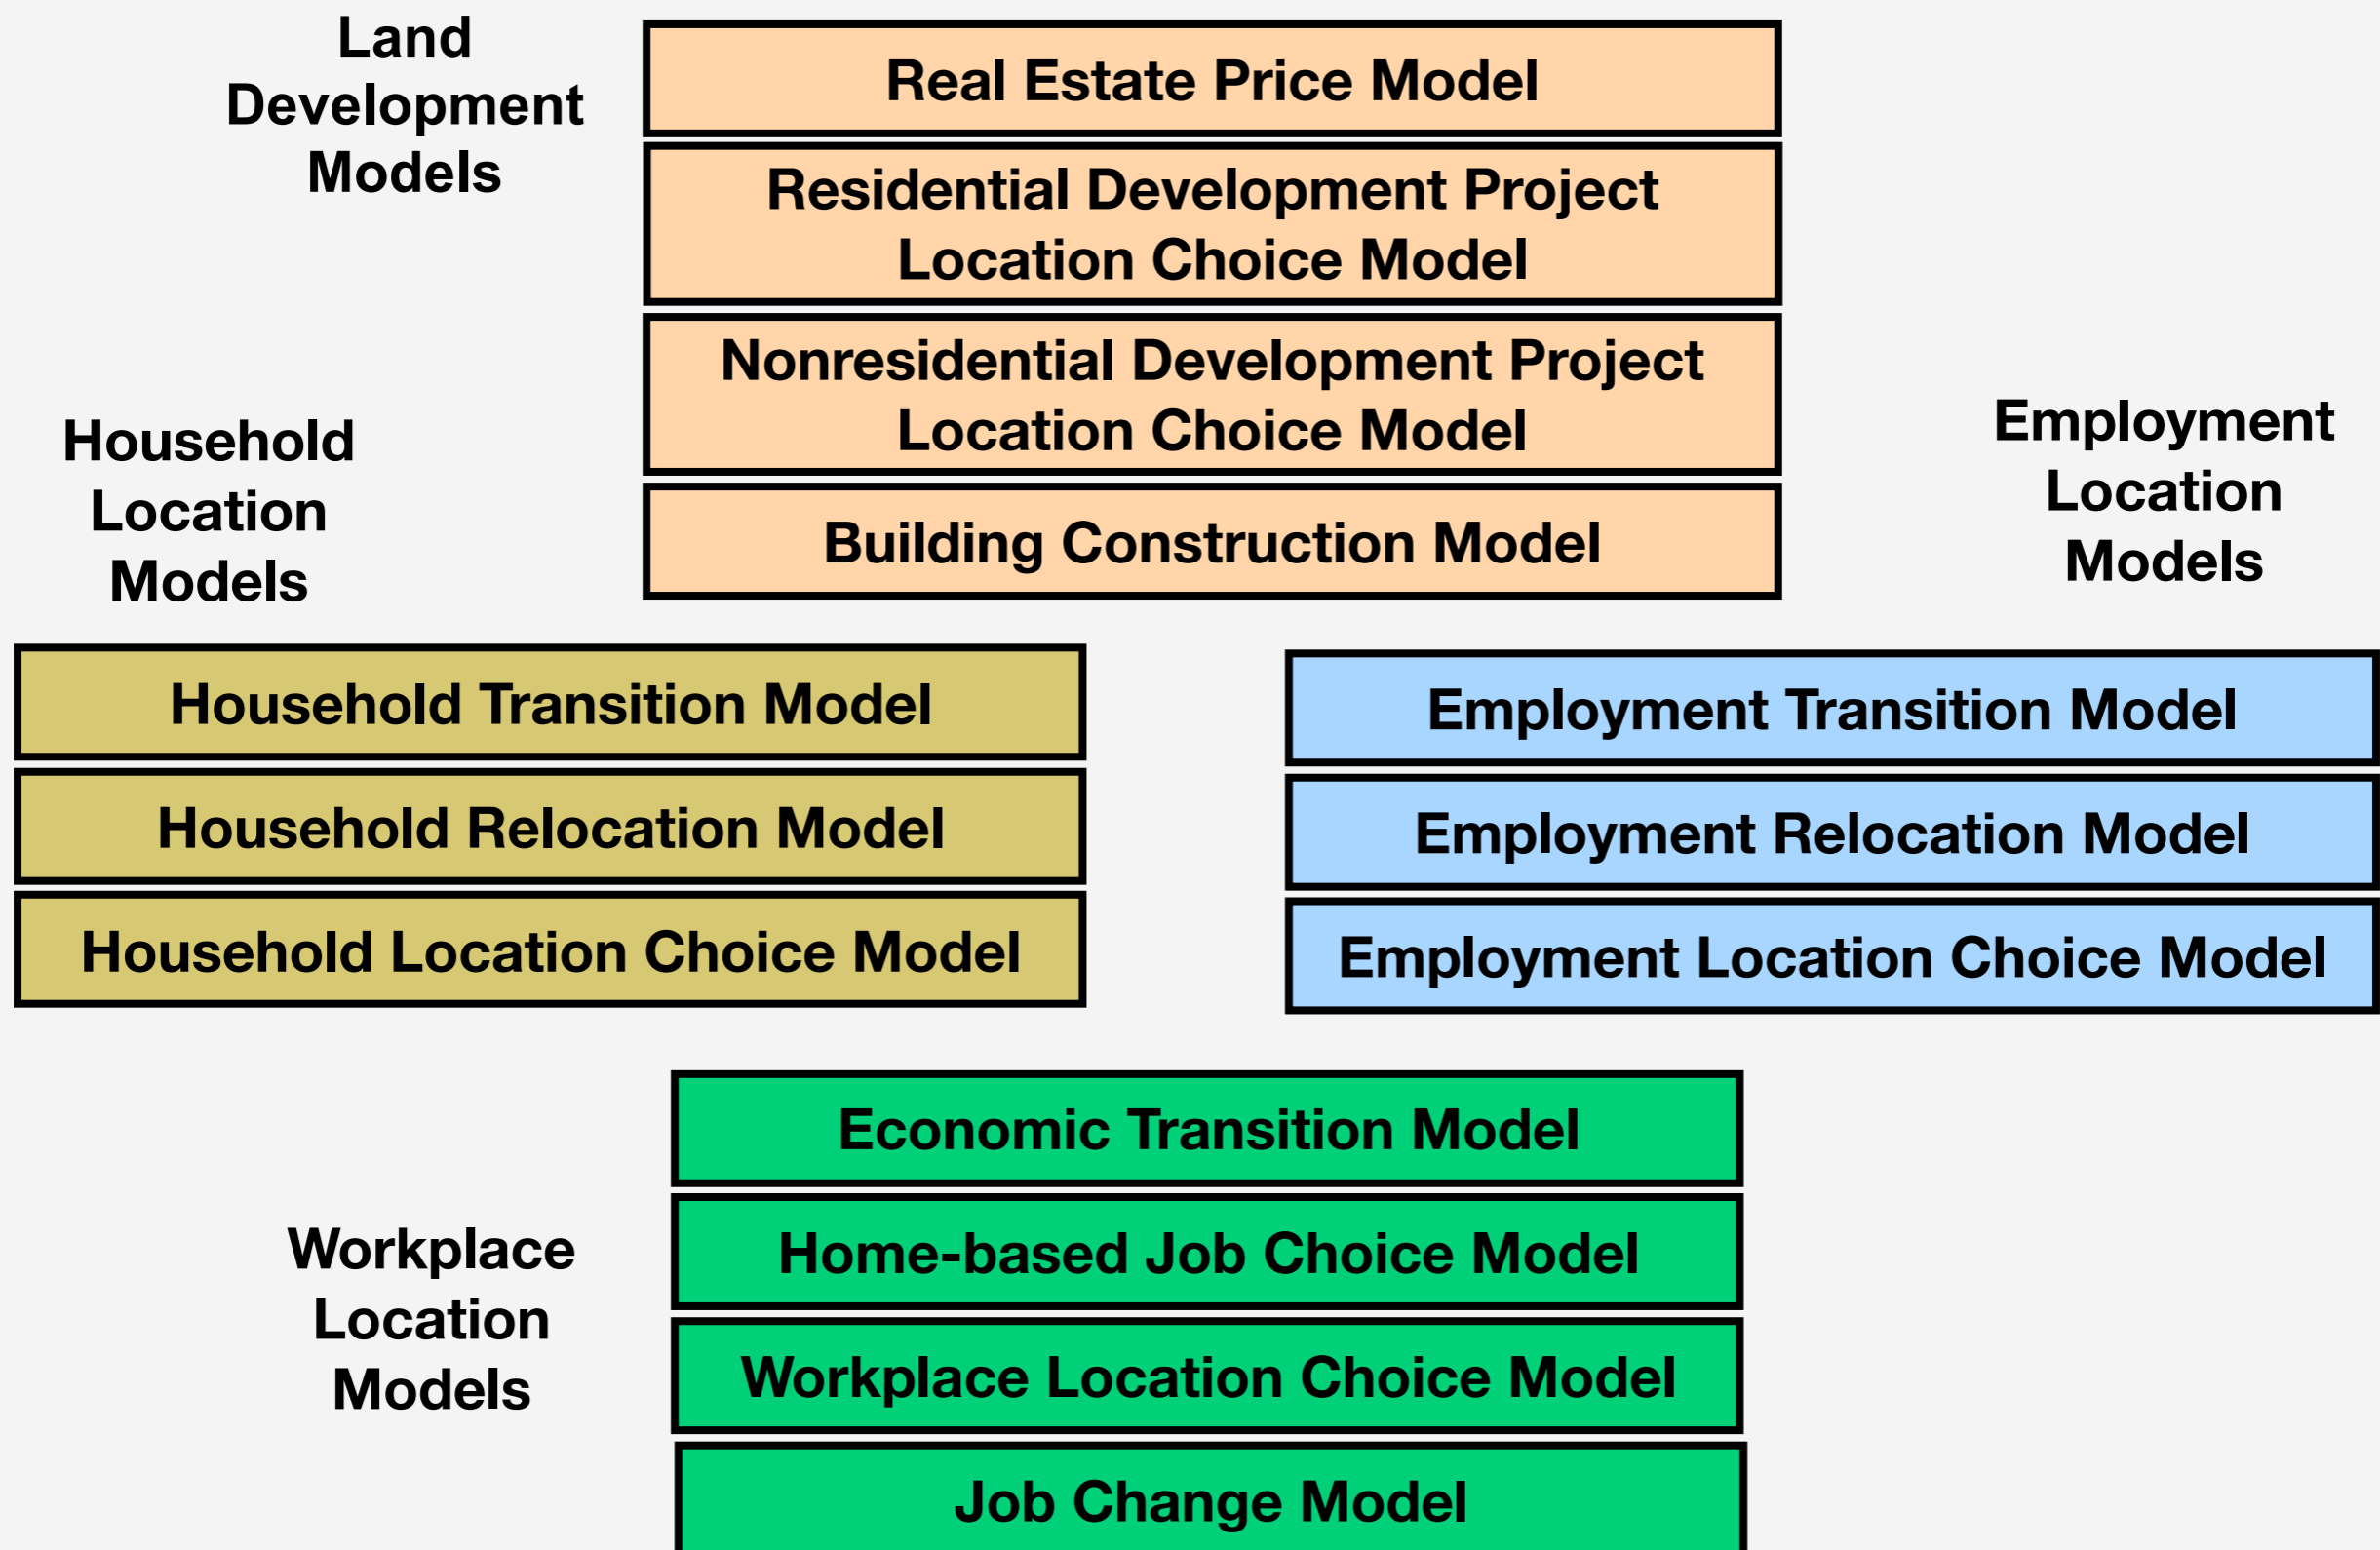 Land
Development
Models
Real Estate Price Model
Residential Development Project
Location Choice Model
Nonresidential Development Project
Location Choice Model
Building Construction Model
Household
Location
Models
Employment
Location
Models
Household Transition Model
Household Relocation Model
Household Location Choice Model
Employment Transition Model
Employment Relocation Model
Employment Location Choice Model
Workplace
Location
Models
Economic Transition Model
Home-based Job Choice Model
Workplace Location Choice Model
Job Change Model